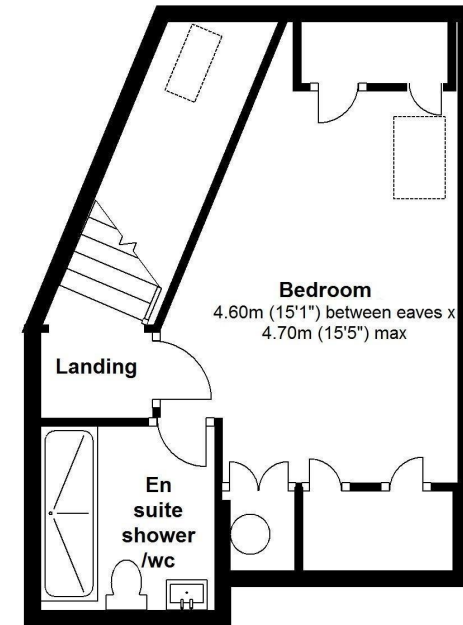 Bedroom
4.60m (15'1") between eaves x
4.70m (15'5") max
Landing
En
suite
shower
/wc